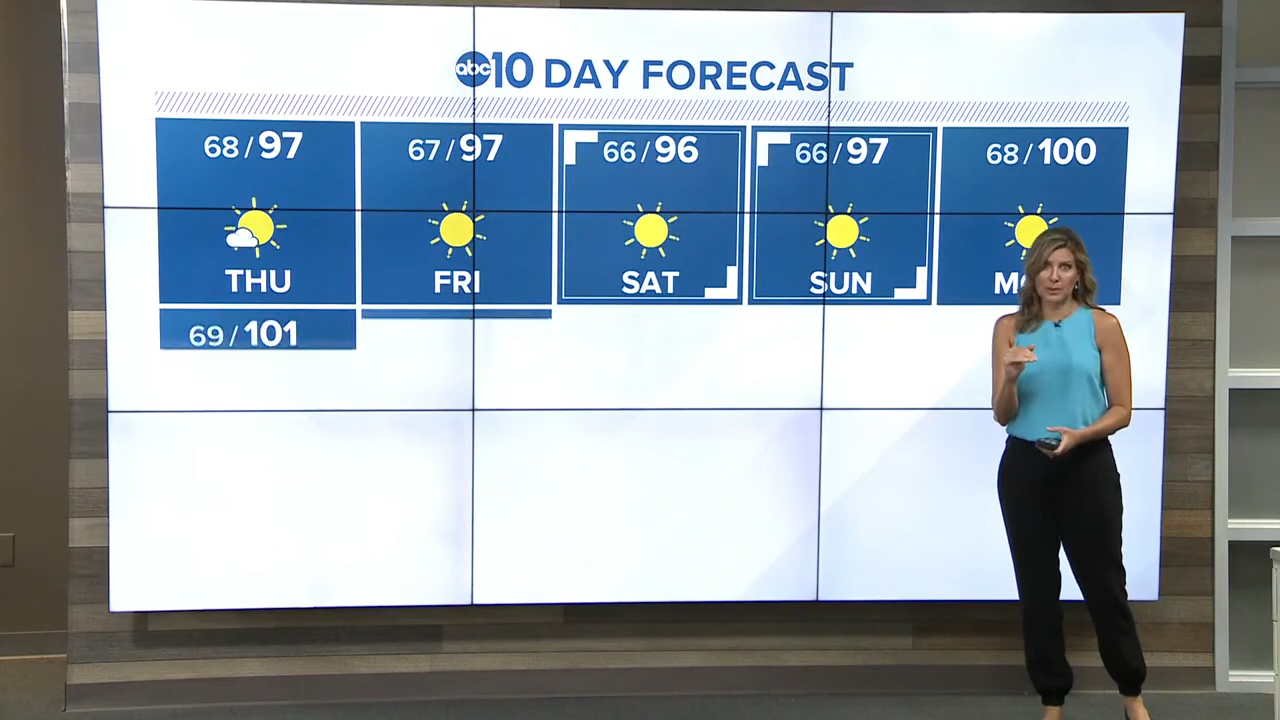 abc10 DAY FORECAST
68/97 67/97 66/96 66/97 68/100
THU FRI SAT SUN
69/101